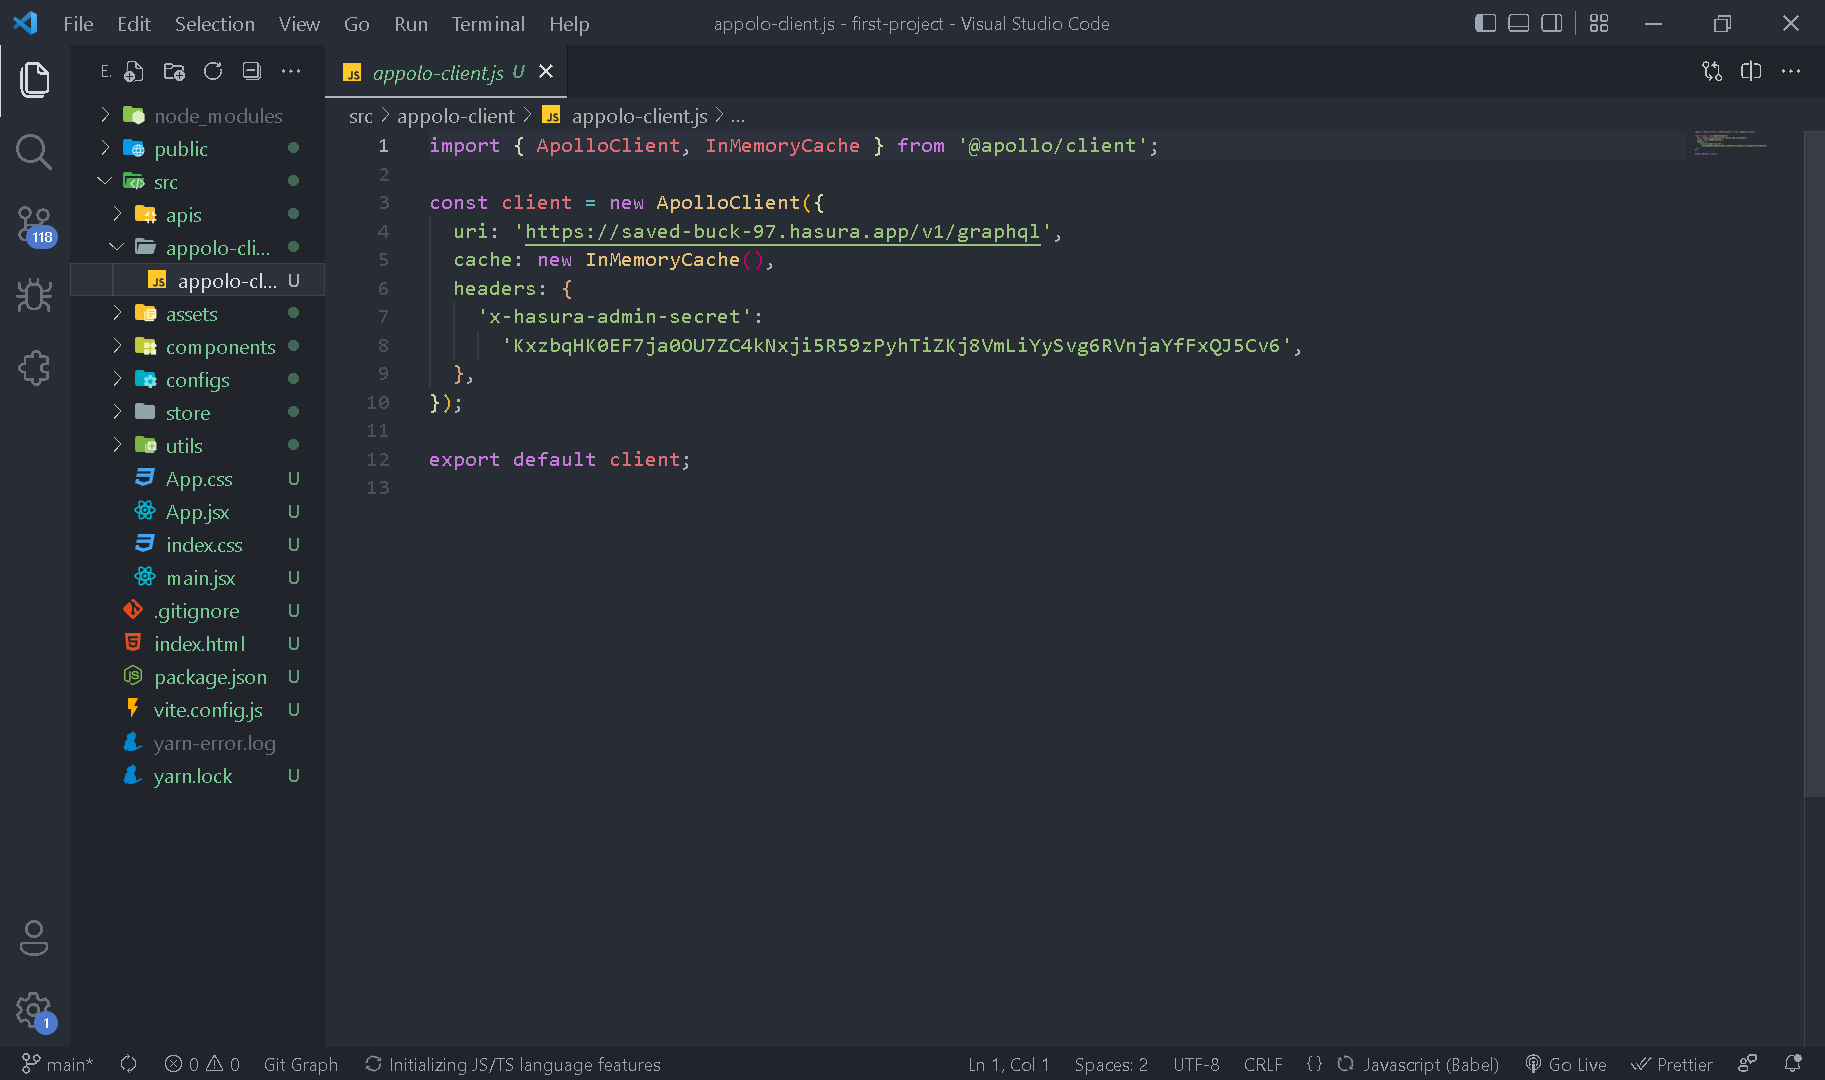 File Edit Selection View Go Run Terminal Help
appolo-client.js - first-project - Visual Studio Code
E.
appolo-client.js U
src > appolo-client > JS appolo-client.js > ...
node_modules
public
src
apis
appolo-cli...
appolo-cl... U
assets
components
configs
store
utils
App.css U
App.jsx U
index.css U
main.jsx U
.gitignore U
index.html U
package.json U
vite.config.js U
yarn-error.log
yarn.lock U
118
1
1 import { ApolloClient, InMemoryCache } from '@apollo/client';
2
3 const client = new ApolloClient({
4 uri: 'https://saved-buck-97.hasura.app/v1/graphql',
5 cache: new InMemoryCache(),
6 headers: {
7 'x-hasura-admin-secret':
8 'KxzbqHK0EF7ja0OU7ZC4kNxji5R59zPyhTiZKj8VmLiYySvg6RVnjaYfFxQJ5Cv6',
9 },
10 });
11
12 export default client;
13
main* 0 0 Git Graph Initializing JS/TS language features
Ln 1, Col 1 Spaces: 2 UTF-8 CRLF {} Javascript (Babel) Go Live Prettier